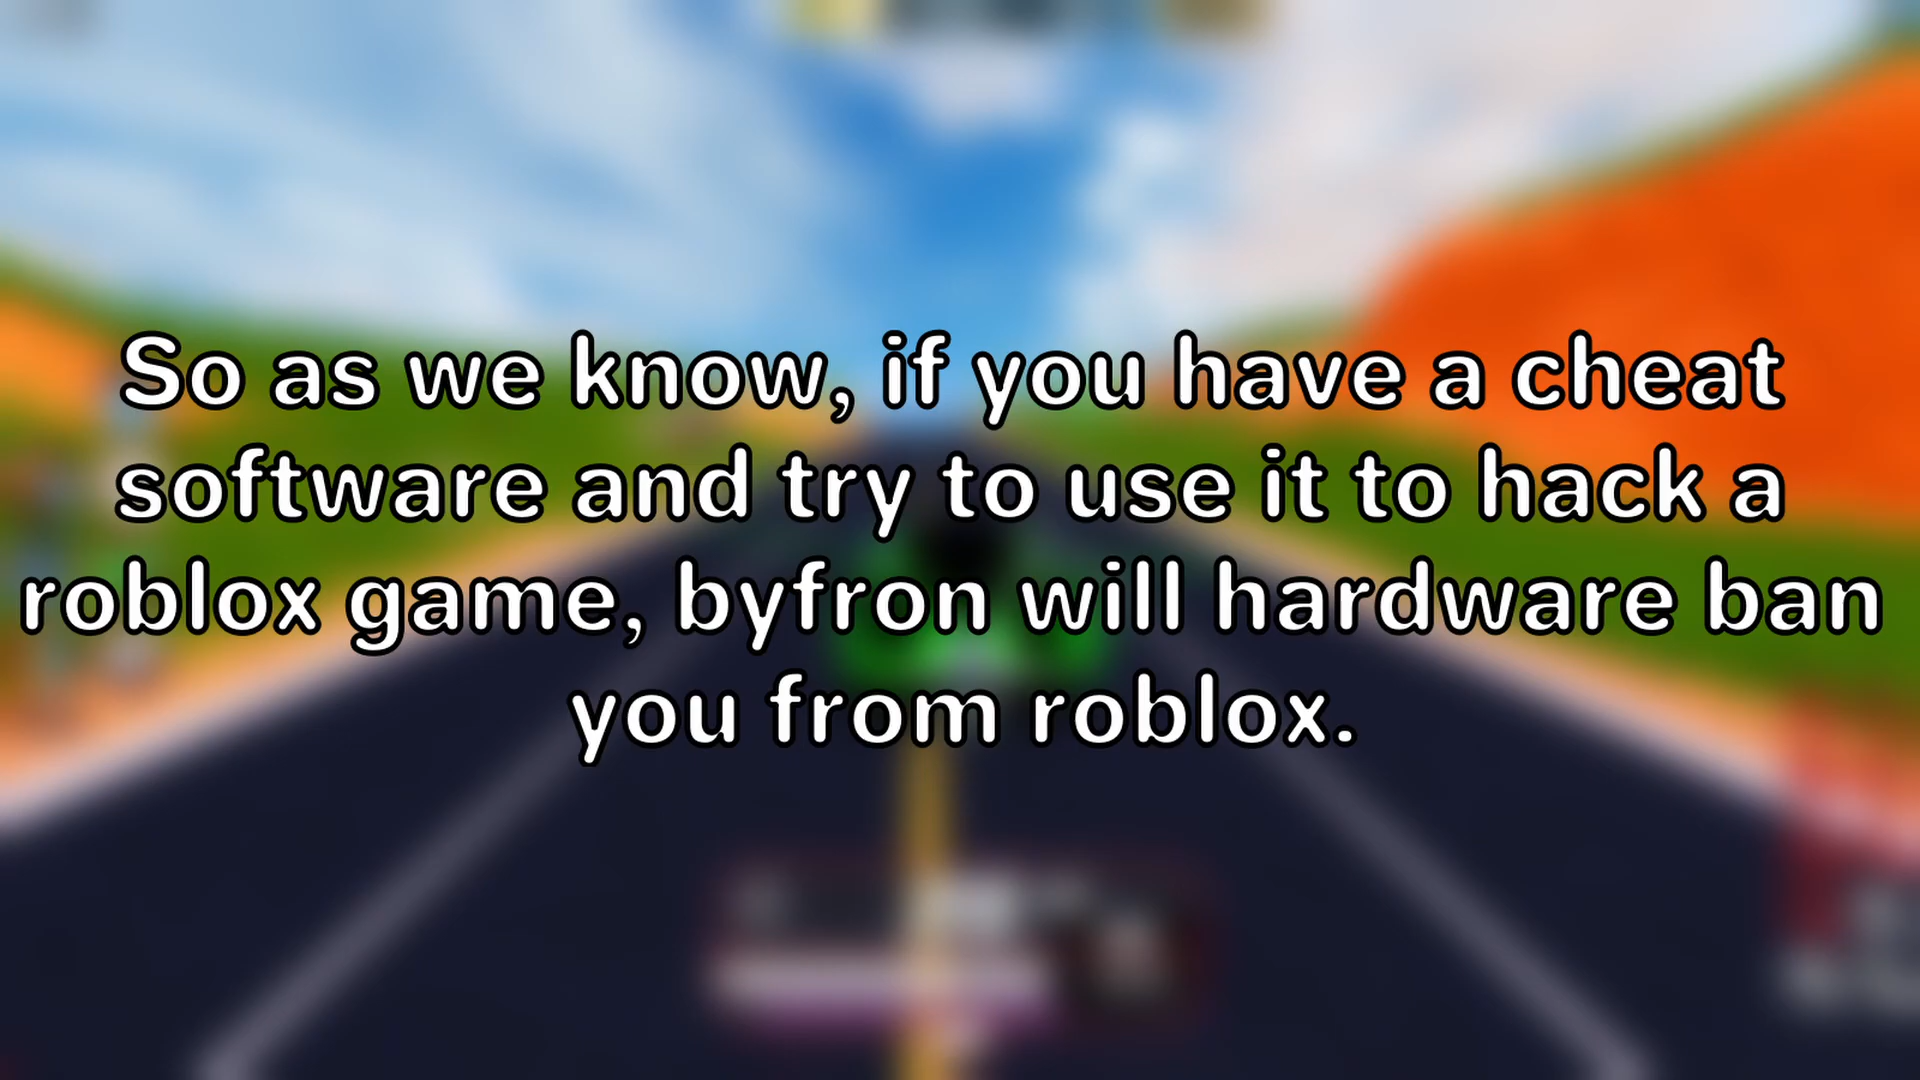 So as we know, if you have a cheat
software and try to use it to hack a
roblox game, byfron will hardware ban
you from roblox.